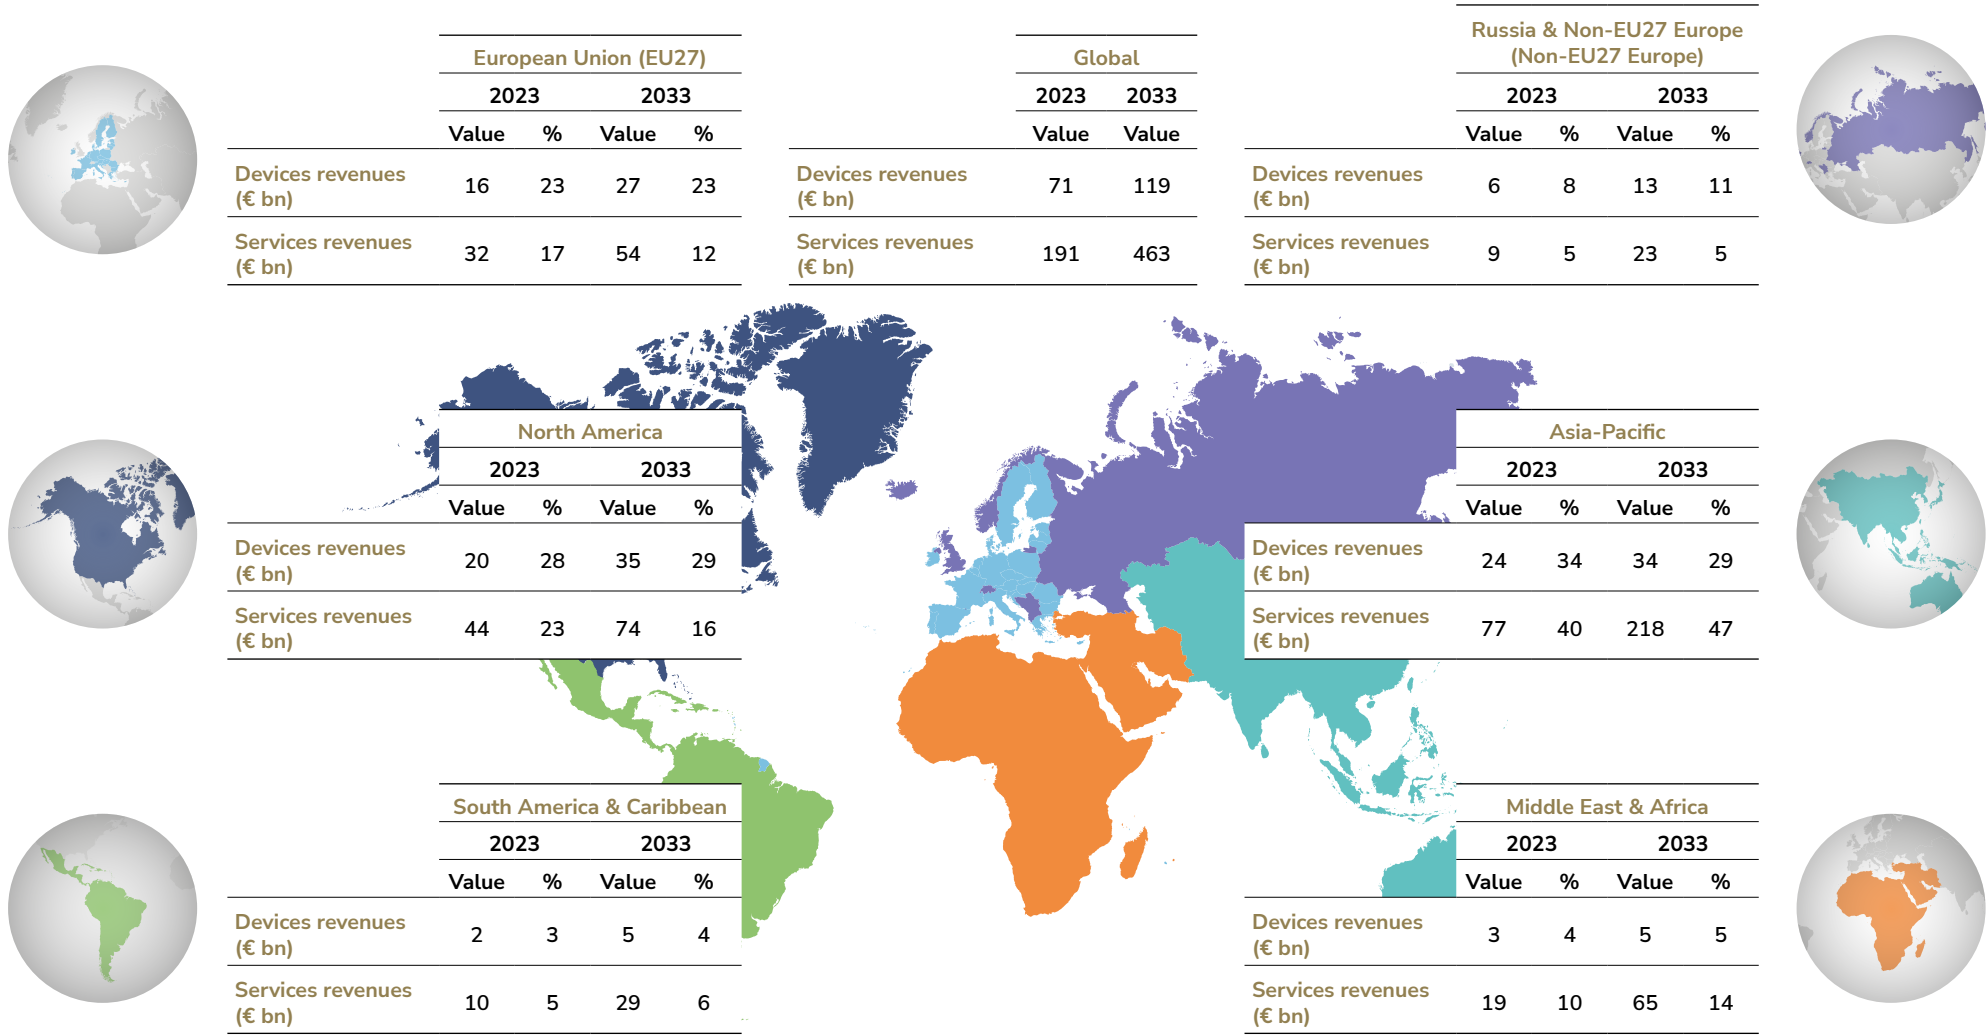 European Union (EU27)
2023 2033
Value % Value %
Devices revenues
(€ bn)
16 23 27 23
Services revenues
(€ bn)
32 17 54 12
Global
2023 2033
Value Value
Devices revenues
(€ bn)
71 119
Services revenues
(€ bn)
191 463
Russia & Non-EU27 Europe
(Non-EU27 Europe)
2023 2033
Value % Value %
Devices revenues
(€ bn)
6 8 13 11
Services revenues
(€ bn)
9 5 23 5
North America
2023 2033
Value % Value %
Devices revenues
(€ bn)
20 28 35 29
Services revenues
(€ bn)
44 23 74 16
Asia-Pacific
2023 2033
Value % Value %
Devices revenues
(€ bn)
24 34 34 29
Services revenues
(€ bn)
77 40 218 47
South America & Caribbean
2023 2033
Value % Value %
Devices revenues
(€ bn)
2 3 5 4
Services revenues
(€ bn)
10 5 29 6
Middle East & Africa
2023 2033
Value % Value %
Devices revenues
(€ bn)
3 4 5 5
Services revenues
(€ bn)
19 10 65 14